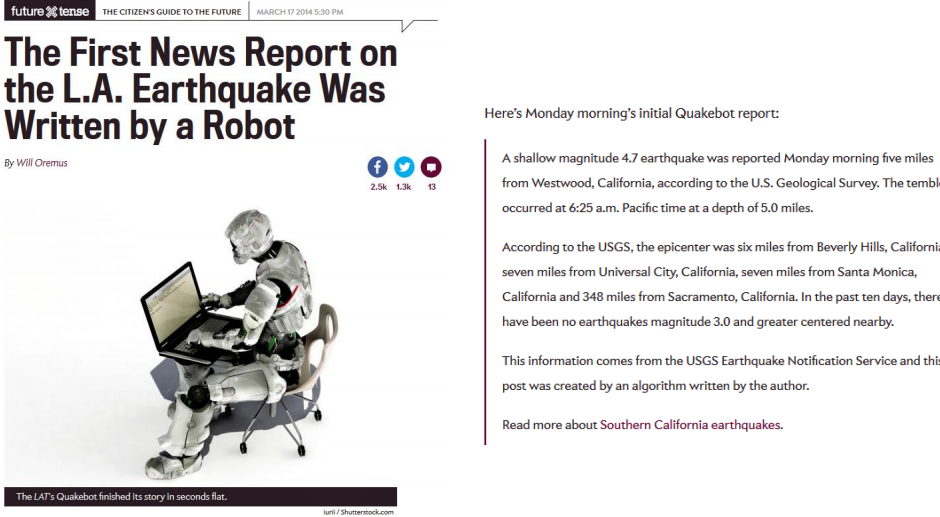 future tense THE CITIZEN'S GUIDE TO THE FUTURE MARCH 17 2014 5:30 PM
The First News Report on
the L.A. Earthquake Was
Written by a Robot
By Will Oremus
2.5k 1.3k 13
The LAT's Quakebot finished its story in seconds flat.
iurii / Shutterstock.com
Here's Monday morning's initial Quakebot report:
A shallow magnitude 4.7 earthquake was reported Monday morning five miles
from Westwood, California, according to the U.S. Geological Survey. The temblo
occurred at 6:25 a.m. Pacific time at a depth of 5.0 miles.
According to the USGS, the epicenter was six miles from Beverly Hills, California
seven miles from Universal City, California, seven miles from Santa Monica,
California and 348 miles from Sacramento, California. In the past ten days, there
have been no earthquakes magnitude 3.0 and greater centered nearby.
This information comes from the USGS Earthquake Notification Service and this
post was created by an algorithm written by the author.
Read more about Southern California earthquakes.